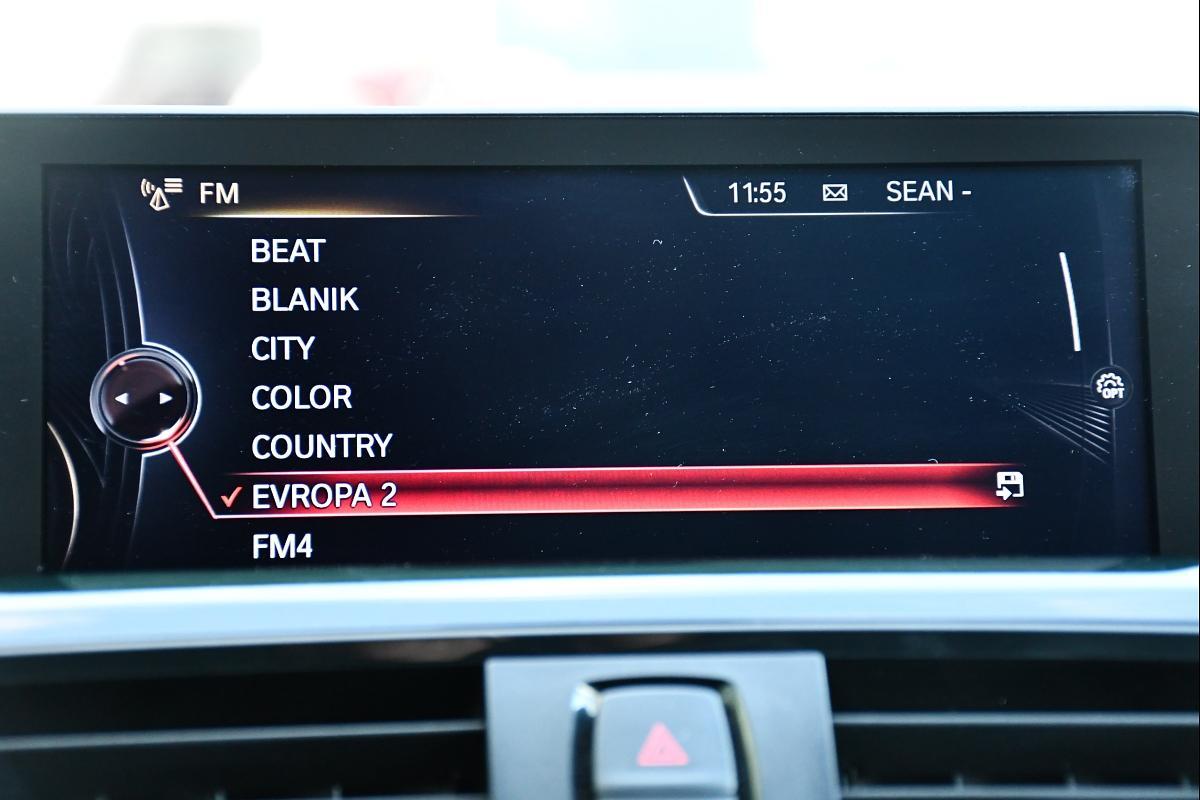 FM
11:55 SEAN -
BEAT
BLANIK
CITY
COLOR
COUNTRY
EVROPA 2
FM4
OPT